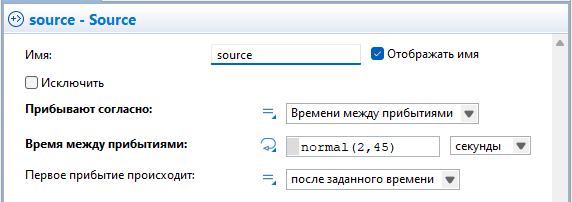 source - Source
Имя: source Отображать имя
Исключить
Прибывают согласно: Времени между прибытиями
Время между прибытиями: normal(2,45) секунды
Первое прибытие происходит: после заданного времени